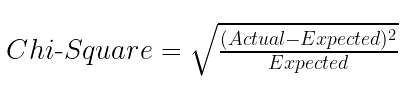 Chi-Square = √((Actual−Expected)² / Expected)